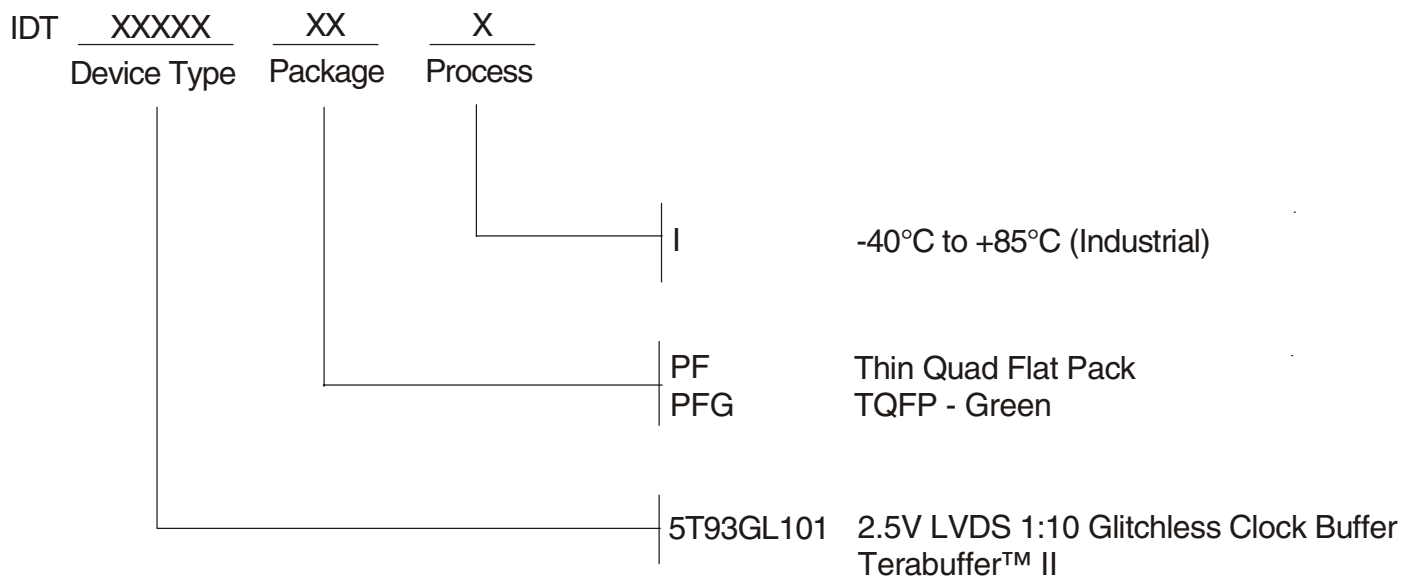 IDT XXXXX XX X
Device Type Package Process
I -40°C to +85°C (Industrial)
PF Thin Quad Flat Pack
PFG TQFP - Green
5T93GL101 2.5V LVDS 1:10 Glitchless Clock Buffer
Terabuffer™ II